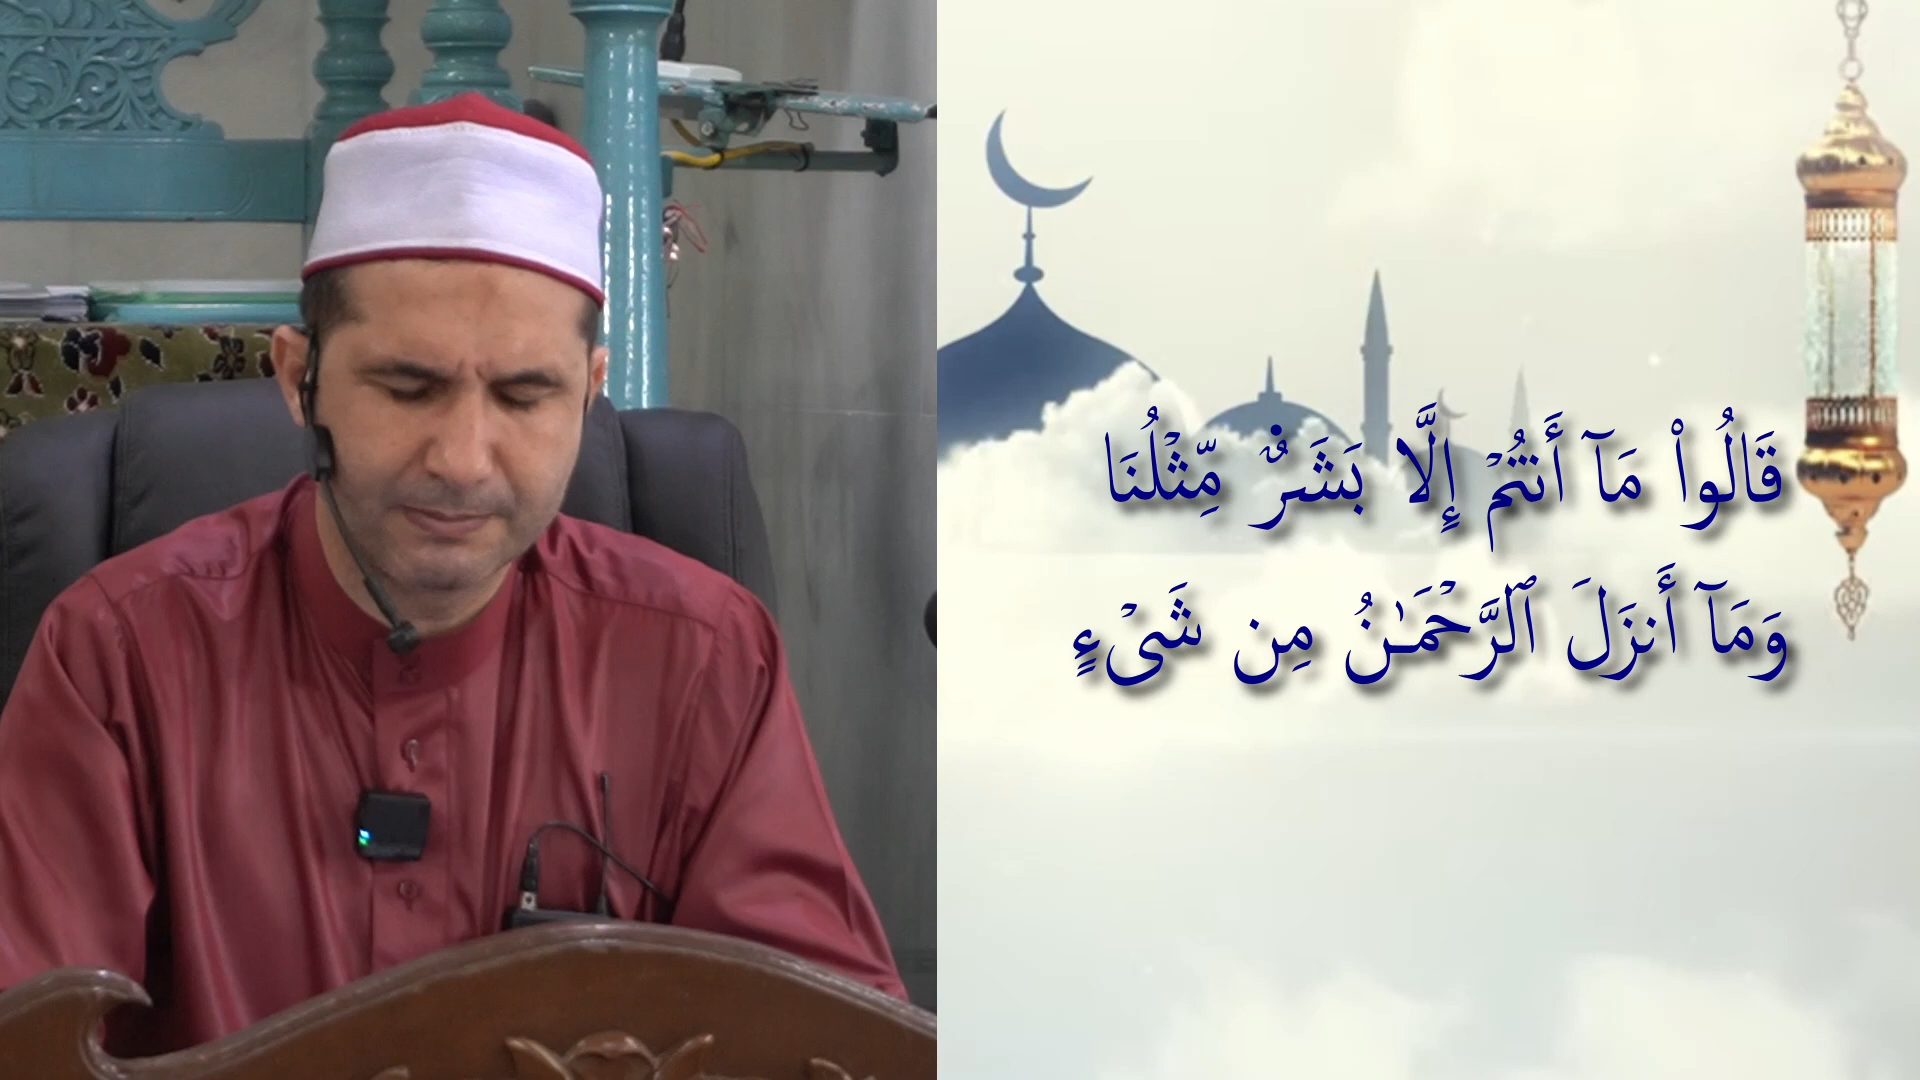 قَالُوا۟ مَآ أَنتُمْ إِلَّا بَشَرٌۭ مِّثْلُنَا
وَمَآ أَنزَلَ ٱلرَّحْمَـٰنُ مِن شَىْءٍ